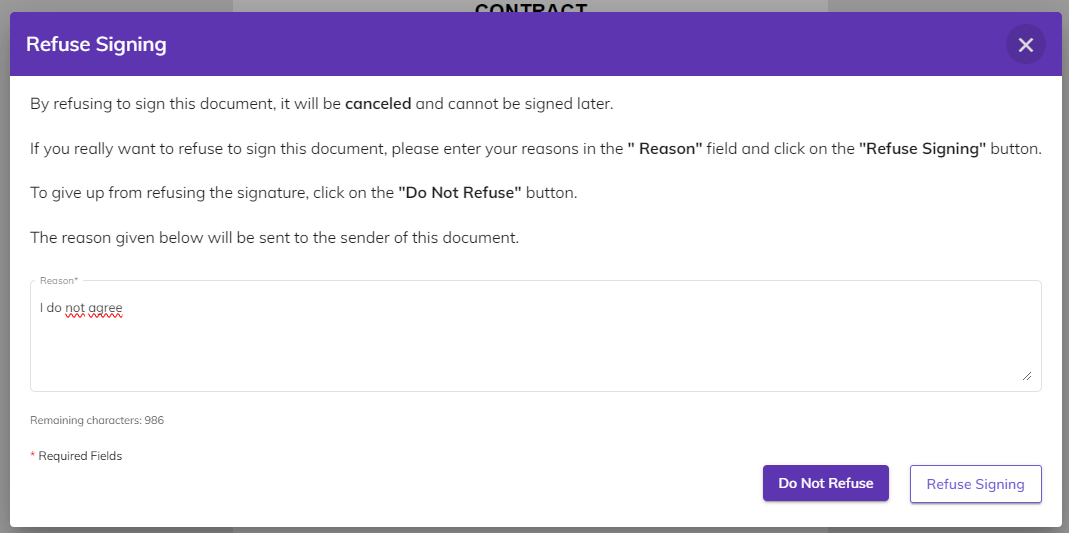 CONTRACT
Refuse Signing
By refusing to sign this document, it will be canceled and cannot be signed later.
If you really want to refuse to sign this document, please enter your reasons in the " Reason" field and click on the "Refuse Signing" button.
To give up from refusing the signature, click on the "Do Not Refuse" button.
The reason given below will be sent to the sender of this document.
Reason*
I do not agree
Remaining characters: 986
* Required Fields
Do Not Refuse
Refuse Signing